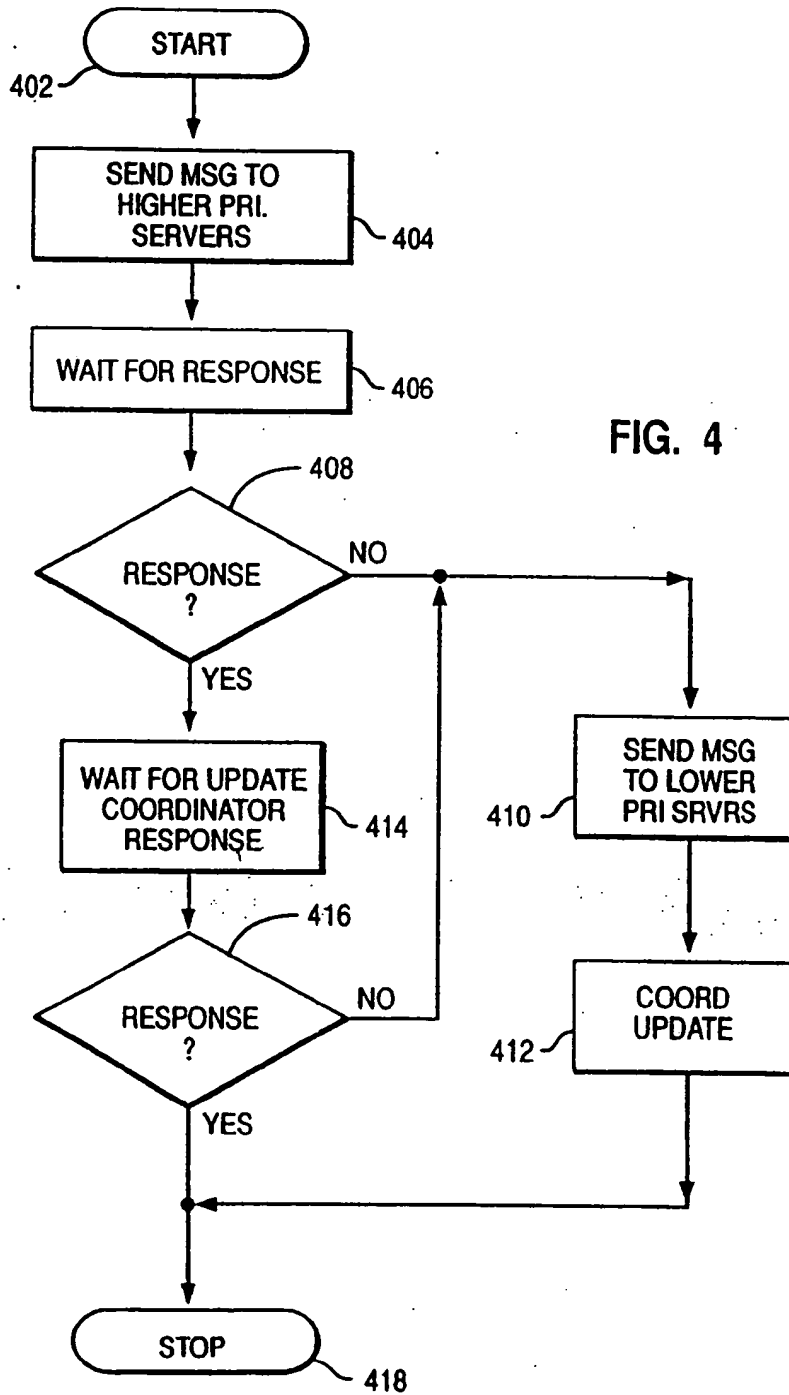 START
402
SEND MSG TO
HIGHER PRI.
SERVERS
404
WAIT FOR RESPONSE
406
FIG. 4
408
RESPONSE
?
NO
YES
WAIT FOR UPDATE
COORDINATOR
RESPONSE
414
SEND MSG
TO LOWER
PRI SRVRS
410
416
RESPONSE
?
NO
YES
COORD
UPDATE
412
STOP
418